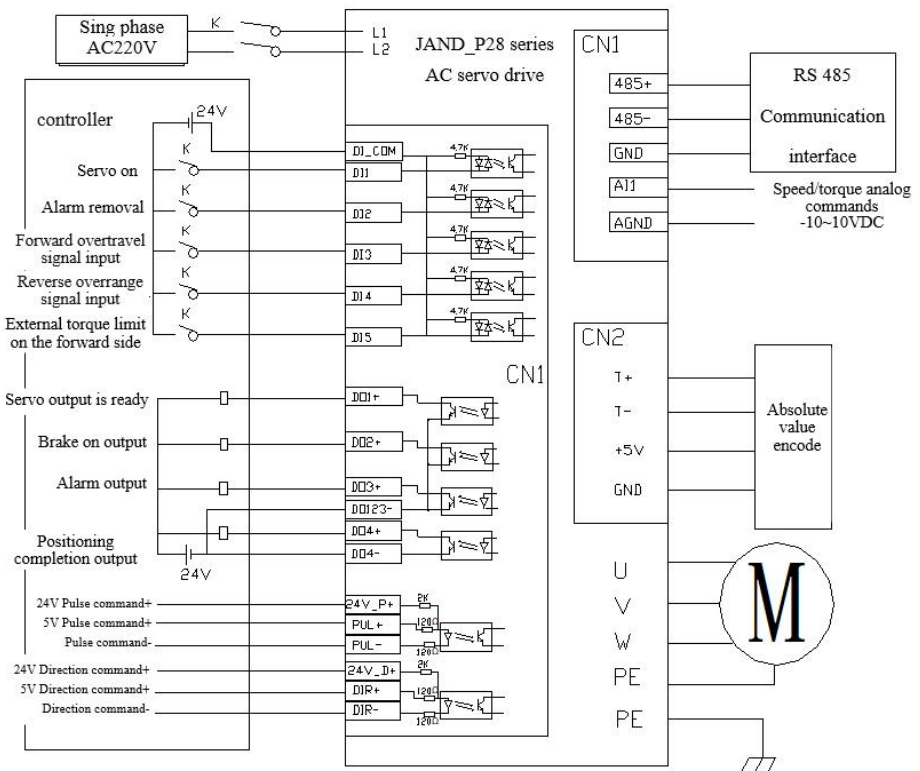 Sing phase
AC220V
K
L1
L2
JAND_P28 series
AC servo drive
CN1
485+
485-
GND
AI1
AGND
RS 485
Communication
interface
Speed/torque analog
commands
-10~10VDC
controller
24V
DI_COM
4.7K
K
Servo on
DI1
Alarm removal
K
DI2
4.7K
Forward overtravel
signal input
K
DI3
4.7K
Reverse overrange
signal input
K
DI4
4.7K
External torque limit
on the forward side
K
DI5
4.7K
CN1
Servo output is ready
DO1+
Brake on output
DO2+
Alarm output
DO3+
DO123-
DO4+
Positioning
completion output
DO4-
24V
CN2
T+
T-
+5V
GND
Absolute
value
encode
24V Pulse command+
24V_P+
2K
5V Pulse command+
PUL+
120Ω
Pulse command-
PUL-
120Ω
24V Direction command+
24V_D+
2K
5V Direction command+
DIR+
120Ω
Direction command-
DIR-
120Ω
U
V
W
PE
PE
M